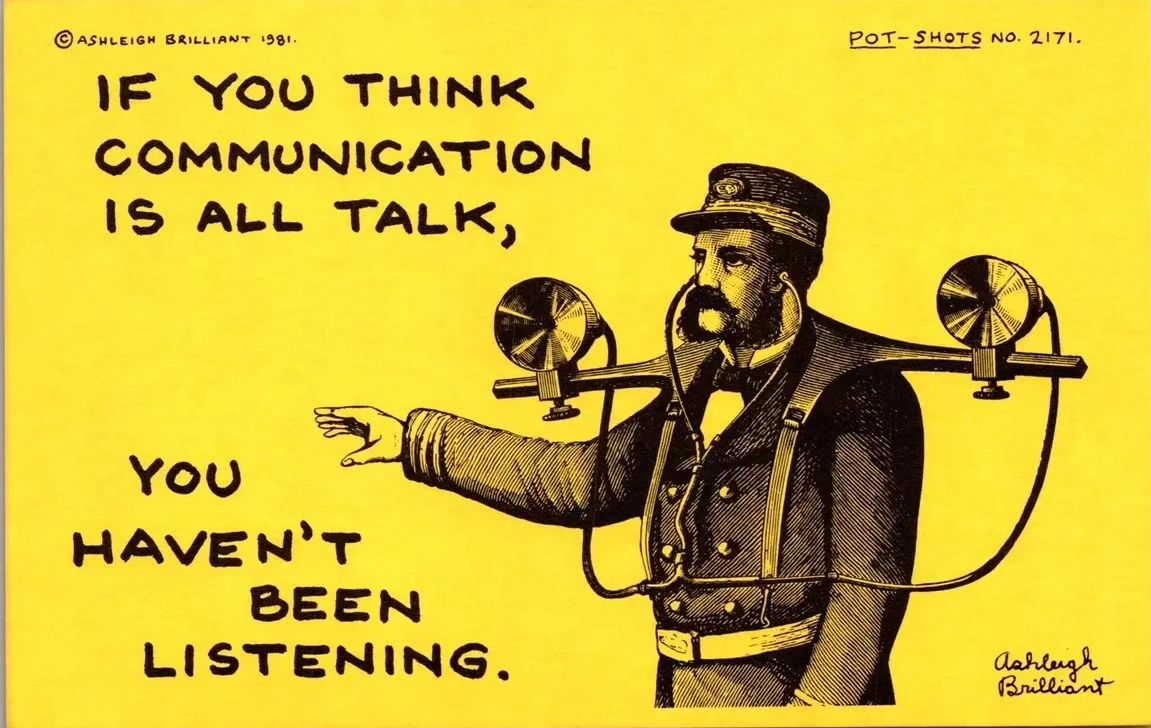 © ASHLEIGH BRILLIANT 1981.
POT-SHOTS NO. 2171.
IF YOU THINK
COMMUNICATION
IS ALL TALK,
YOU
HAVEN'T
BEEN
LISTENING.
Ashleigh
Brilliant